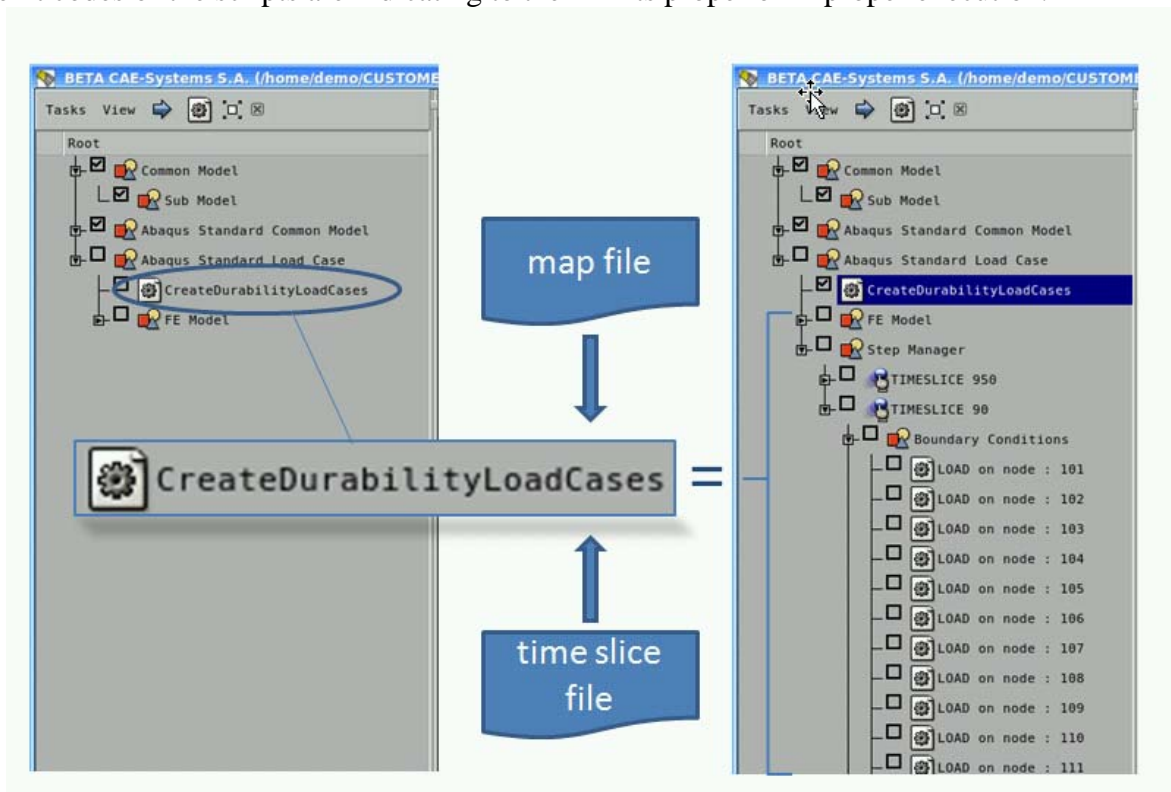 BETA CAE-Systems S.A. (/home/demo/CUSTOME
Tasks View
Root
Common Model
Sub Model
Abaqus Standard Common Model
Abaqus Standard Load Case
CreateDurabilityLoadCases
FE Model
map file
CreateDurabilityLoadCases =
time slice
file
BETA CAE-Systems S.A. (/home/demo/CUSTOM
Tasks View
Root
Common Model
Sub Model
Abaqus Standard Common Model
Abaqus Standard Load Case
CreateDurabilityLoadCases
FE Model
Step Manager
TIMESLICE 950
TIMESLICE 90
Boundary Conditions
LOAD on node : 101
LOAD on node : 102
LOAD on node : 103
LOAD on node : 104
LOAD on node : 105
LOAD on node : 106
LOAD on node : 107
LOAD on node : 108
LOAD on node : 109
LOAD on node : 110
LOAD on node : 111